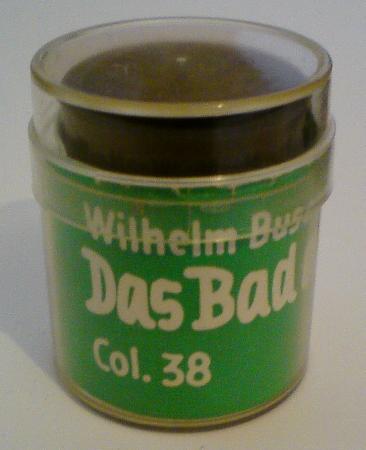 Wilhelm Bus
Das Bad
Col. 38